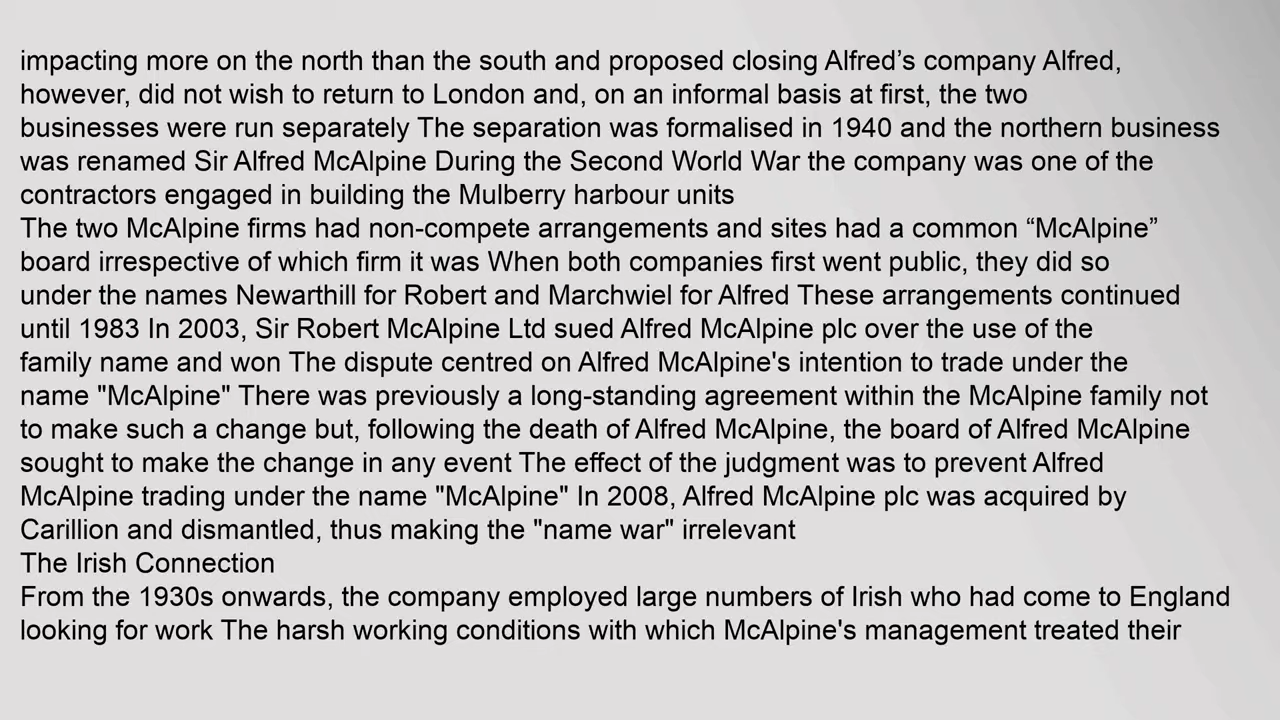 impacting more on the north than the south and proposed closing Alfred’s company Alfred,
however, did not wish to return to London and, on an informal basis at first, the two
businesses were run separately The separation was formalised in 1940 and the northern business
was renamed Sir Alfred McAlpine During the Second World War the company was one of the
contractors engaged in building the Mulberry harbour units
The two McAlpine firms had non-compete arrangements and sites had a common “McAlpine”
board irrespective of which firm it was When both companies first went public, they did so
under the names Newarthill for Robert and Marchwiel for Alfred These arrangements continued
until 1983 In 2003, Sir Robert McAlpine Ltd sued Alfred McAlpine plc over the use of the
family name and won The dispute centred on Alfred McAlpine's intention to trade under the
name "McAlpine" There was previously a long-standing agreement within the McAlpine family not
to make such a change but, following the death of Alfred McAlpine, the board of Alfred McAlpine
sought to make the change in any event The effect of the judgment was to prevent Alfred
McAlpine trading under the name "McAlpine" In 2008, Alfred McAlpine plc was acquired by
Carillion and dismantled, thus making the "name war" irrelevant
The Irish Connection
From the 1930s onwards, the company employed large numbers of Irish who had come to England
looking for work The harsh working conditions with which McAlpine's management treated their